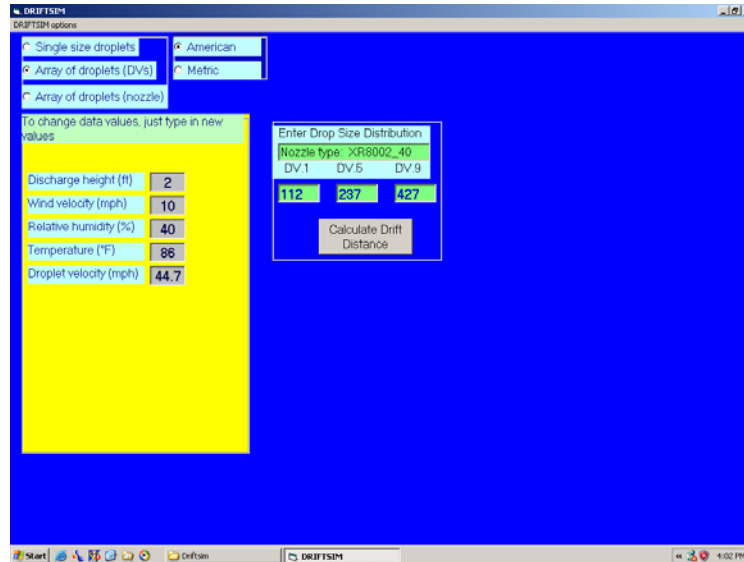 DRIFTSIM
DRIFTSIM options
Single size droplets
American
Array of droplets (DVs)
Metric
Array of droplets (nozzle)
To change data values, just type in new
values
Enter Drop Size Distribution
Nozzle type: XR8002_40
DV.1 DV.5 DV.9
112 237 427
Calculate Drift
Distance
Discharge height (ft) 2
Wind velocity (mph) 10
Relative humidity (%) 40
Temperature (°F) 86
Droplet velocity (mph) 44.7
Start Driftsim DRIFTSIM 4:02 PM